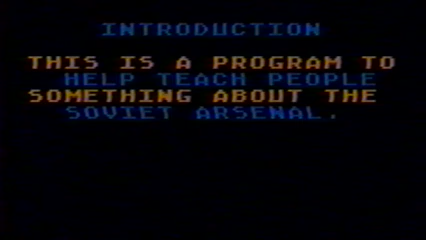 INTRODUCTION
THIS IS A PROGRAM TO
HELP TEACH PEOPLE
SOMETHING ABOUT THE
SOVIET ARSENAL.